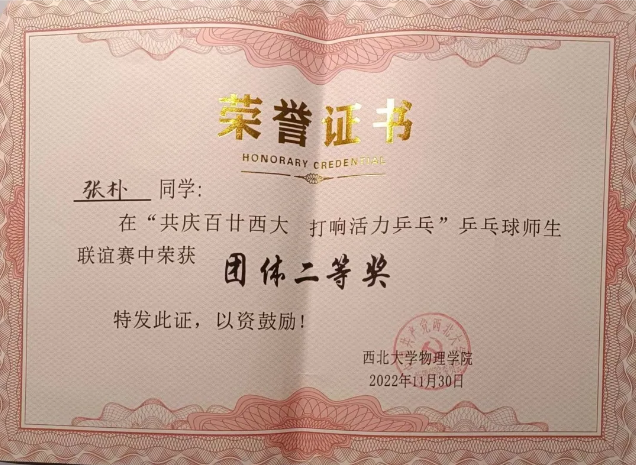 荣誉证书
HONORARY CREDENTIAL
张朴 同学:
在“共庆百廿西大 打响活力乒乓”乒乓球师生
联谊赛中荣获 团体二等奖
特发此证，以资鼓励！
西北大学物理学院
2022年11月30日